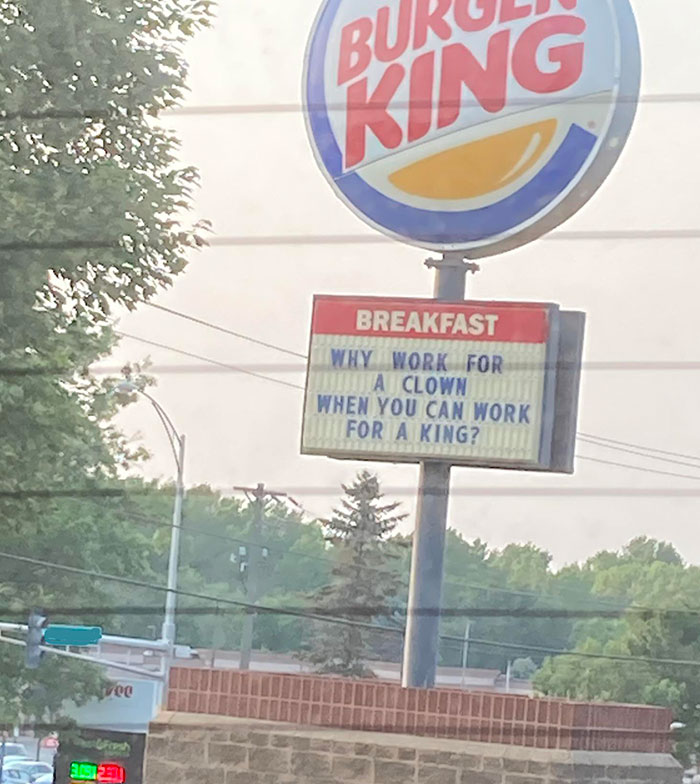 BURGER
KING
BREAKFAST
WHY WORK FOR
A CLOWN
WHEN YOU CAN WORK
FOR A KING?